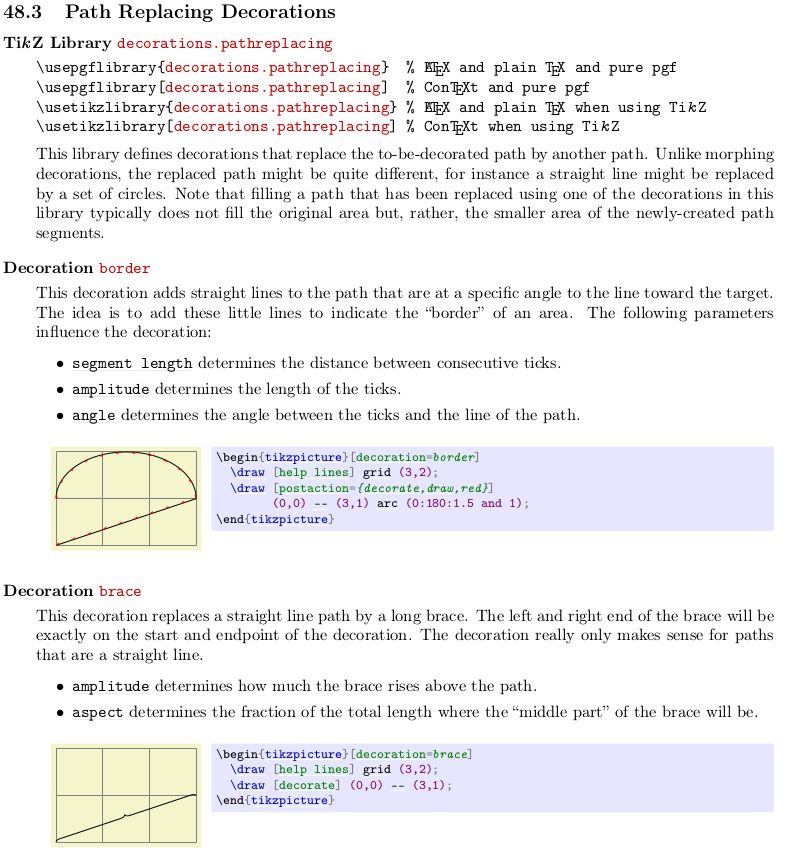 48.3 Path Replacing Decorations
TikZ Library decorations.pathreplacing
\usepgflibrary{decorations.pathreplacing} % LATEX and plain TEX and pure pgf
\usepgflibrary[decorations.pathreplacing] % ConTEXt and pure pgf
\usetikzlibrary{decorations.pathreplacing} % LATEX and plain TEX when using TikZ
\usetikzlibrary[decorations.pathreplacing] % ConTEXt when using TikZ
This library defines decorations that replace the to-be-decorated path by another path. Unlike morphing
decorations, the replaced path might be quite different, for instance a straight line might be replaced
by a set of circles. Note that filling a path that has been replaced using one of the decorations in this
library typically does not fill the original area but, rather, the smaller area of the newly-created path
segments.
Decoration border
This decoration adds straight lines to the path that are at a specific angle to the line toward the target.
The idea is to add these little lines to indicate the “border” of an area. The following parameters
influence the decoration:
• segment length determines the distance between consecutive ticks.
• amplitude determines the length of the ticks.
• angle determines the angle between the ticks and the line of the path.
\begin{tikzpicture}[decoration=border]
\draw [help lines] grid (3,2);
\draw [postaction={decorate,draw,red}]
(0,0) -- (3,1) arc (0:180:1.5 and 1);
\end{tikzpicture}
Decoration brace
This decoration replaces a straight line path by a long brace. The left and right end of the brace will be
exactly on the start and endpoint of the decoration. The decoration really only makes sense for paths
that are a straight line.
• amplitude determines how much the brace rises above the path.
• aspect determines the fraction of the total length where the “middle part” of the brace will be.
\begin{tikzpicture}[decoration=brace]
\draw [help lines] grid (3,2);
\draw [decorate] (0,0) -- (3,1);
\end{tikzpicture}